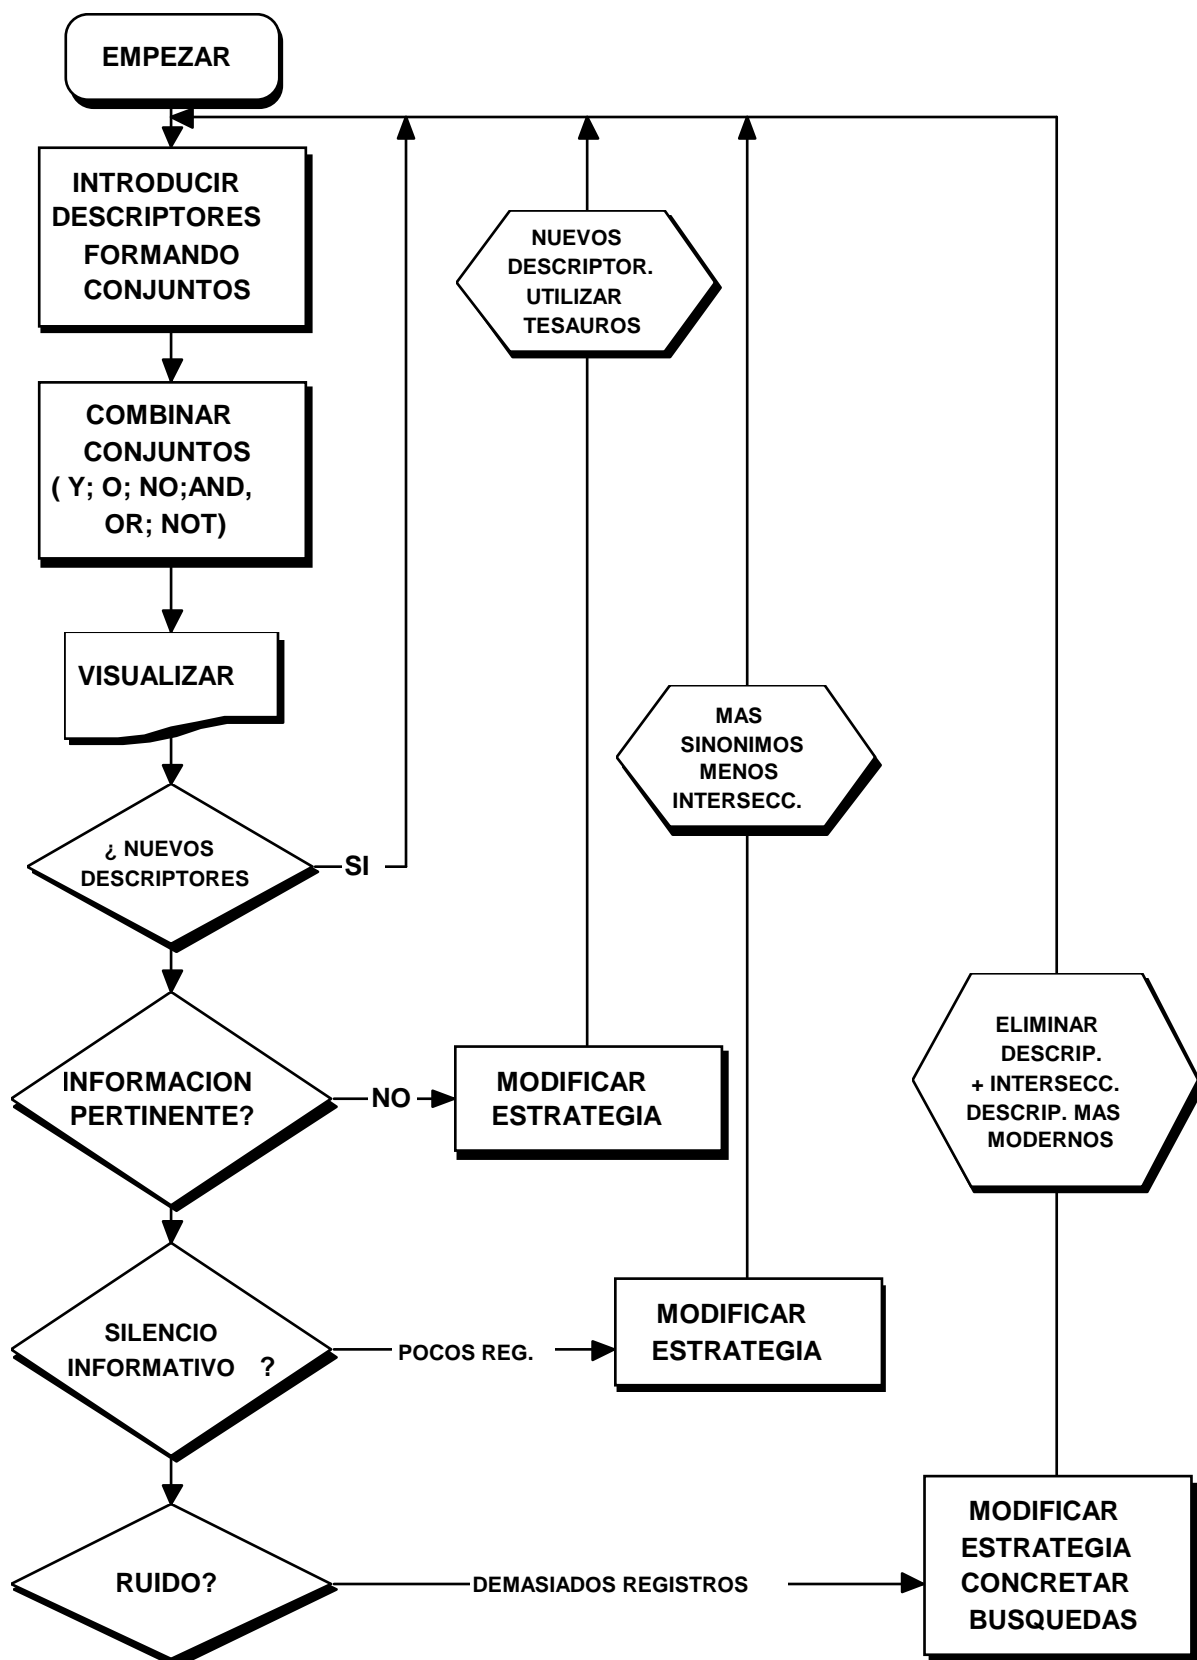 EMPEZAR
INTRODUCIR
DESCRIPTORES
FORMANDO
CONJUNTOS
NUEVOS
DESCRIPTOR.
UTILIZAR
TESAUROS
COMBINAR
CONJUNTOS
( Y; O; NO;AND,
OR; NOT)
VISUALIZAR
MAS
SINONIMOS
MENOS
INTERSECC.
¿ NUEVOS
DESCRIPTORES
SI
ELIMINAR
DESCRIP.
+ INTERSECC.
DESCRIP. MAS
MODERNOS
INFORMACION
PERTINENTE?
NO
MODIFICAR
ESTRATEGIA
SILENCIO
INFORMATIVO ?
POCOS REG.
MODIFICAR
ESTRATEGIA
RUIDO?
DEMASIADOS REGISTROS
MODIFICAR
ESTRATEGIA
CONCRETAR
BUSQUEDAS